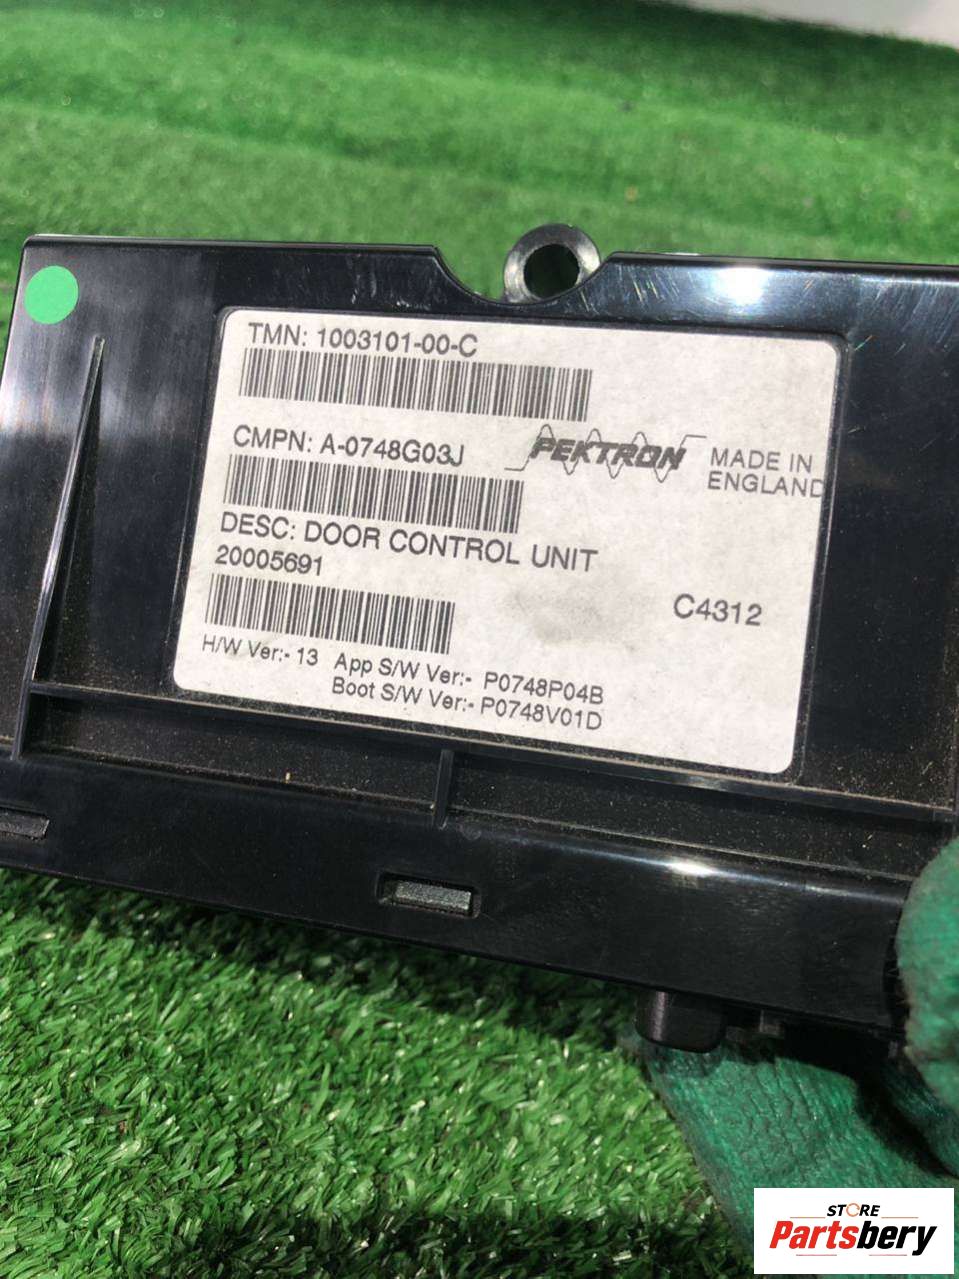 TMN: 1003101-00-C
CMPN: A-0748G03J
PEKTRON
MADE IN
ENGLAND
DESC: DOOR CONTROL UNIT
20005691
C4312
H/W Ver:- 13 App S/W Ver:- P0748P04B
Boot S/W Ver:- P0748V01D
STORE
Partsbery